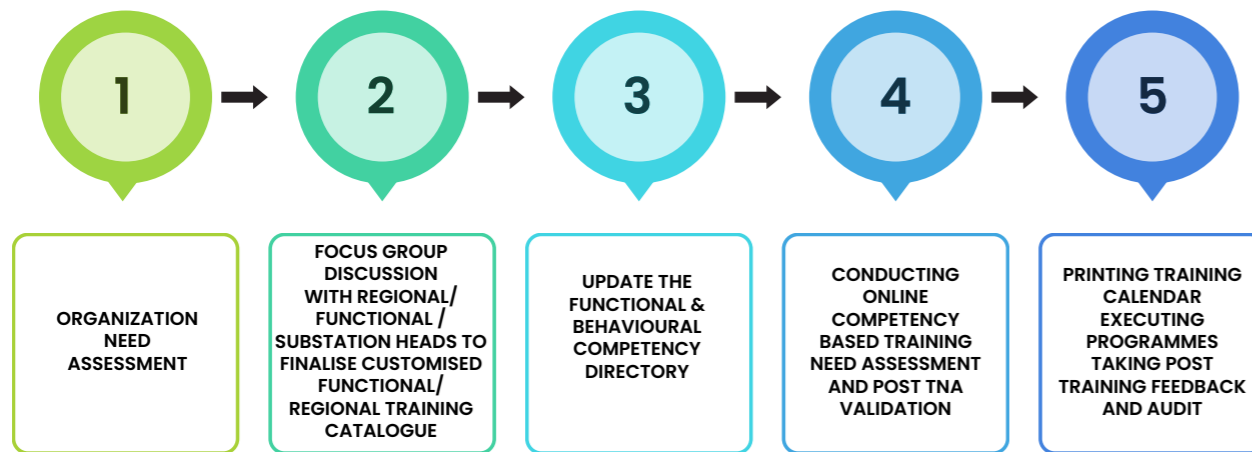 1
2
3
4
5
ORGANIZATION
NEED
ASSESSMENT
FOCUS GROUP
DISCUSSION
WITH REGIONAL/
FUNCTIONAL /
SUBSTATION HEADS TO
FINALISE CUSTOMISED
FUNCTIONAL/
REGIONAL TRAINING
CATALOGUE
UPDATE THE
FUNCTIONAL &
BEHAVIOURAL
COMPETENCY
DIRECTORY
CONDUCTING
ONLINE
COMPETENCY
BASED TRAINING
NEED ASSESSMENT
AND POST TNA
VALIDATION
PRINTING TRAINING
CALENDAR
EXECUTING
PROGRAMMES
TAKING POST
TRAINING FEEDBACK
AND AUDIT